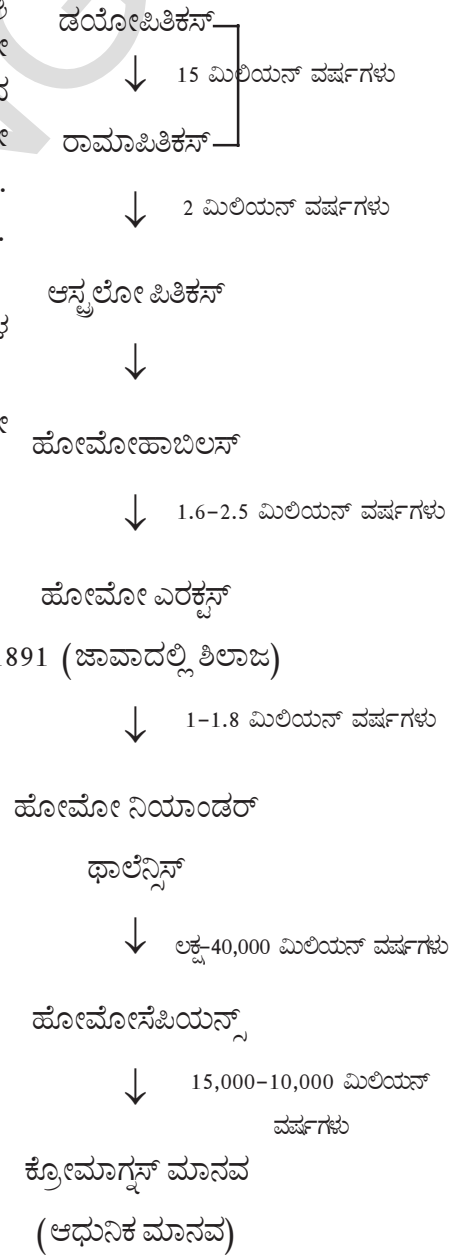 ಡಯೋಪಿತಿಕಸ್
↓ 15 ಮಿಲಿಯನ್ ವರ್ಷಗಳು
ರಾಮಾಪಿತಿಕಸ್
↓ 2 ಮಿಲಿಯನ್ ವರ್ಷಗಳು
ಆಸ್ಟ್ರಲೋ ಪಿತಿಕಸ್
↓
ಹೋಮೋಹಾಬಿಲಸ್
↓ 1.6-2.5 ಮಿಲಿಯನ್ ವರ್ಷಗಳು
ಹೋಮೋ ಎರಕ್ಟಸ್
1891 (ಜಾವಾದಲ್ಲಿ ಶಿಲಾಜ)
↓ 1-1.8 ಮಿಲಿಯನ್ ವರ್ಷಗಳು
ಹೋಮೋ ನಿಯಾಂಡರ್
ಥಾಲೆನ್ಸಿಸ್
↓ ಲಕ್ಷ-40,000 ಮಿಲಿಯನ್ ವರ್ಷಗಳು
ಹೋಮೋಸೆಪಿಯನ್ಸ್
↓ 15,000-10,000 ಮಿಲಿಯನ್
ವರ್ಷಗಳು
ಕ್ರೋಮಾಗ್ನಸ್ ಮಾನವ
(ಆಧುನಿಕ ಮಾನವ)